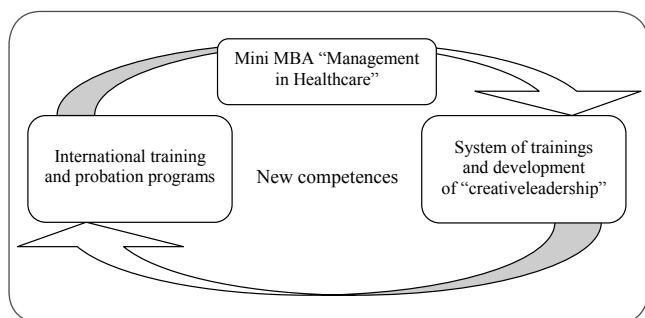 Mini MBA “Management
in Healthcare”
International training
and probation programs
New competences
System of trainings
and development
of “creativeleadership”